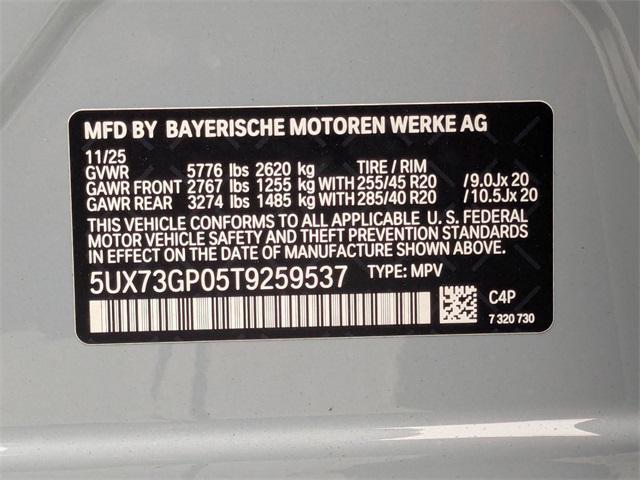 MFD BY BAYERISCHE MOTOREN WERKE AG
11/25
GVWR 5776 lbs 2620 kg TIRE / RIM
GAWR FRONT 2767 lbs 1255 kg WITH 255/45 R20 /9.0Jx 20
GAWR REAR 3274 lbs 1485 kg WITH 285/40 R20 /10.5Jx 20
THIS VEHICLE CONFORMS TO ALL APPLICABLE U. S. FEDERAL
MOTOR VEHICLE SAFETY AND THEFT PREVENTION STANDARDS
IN EFFECT ON THE DATE OF MANUFACTURE SHOWN ABOVE.
5UX73GP05T9259537 TYPE: MPV
C4P
7 320 730